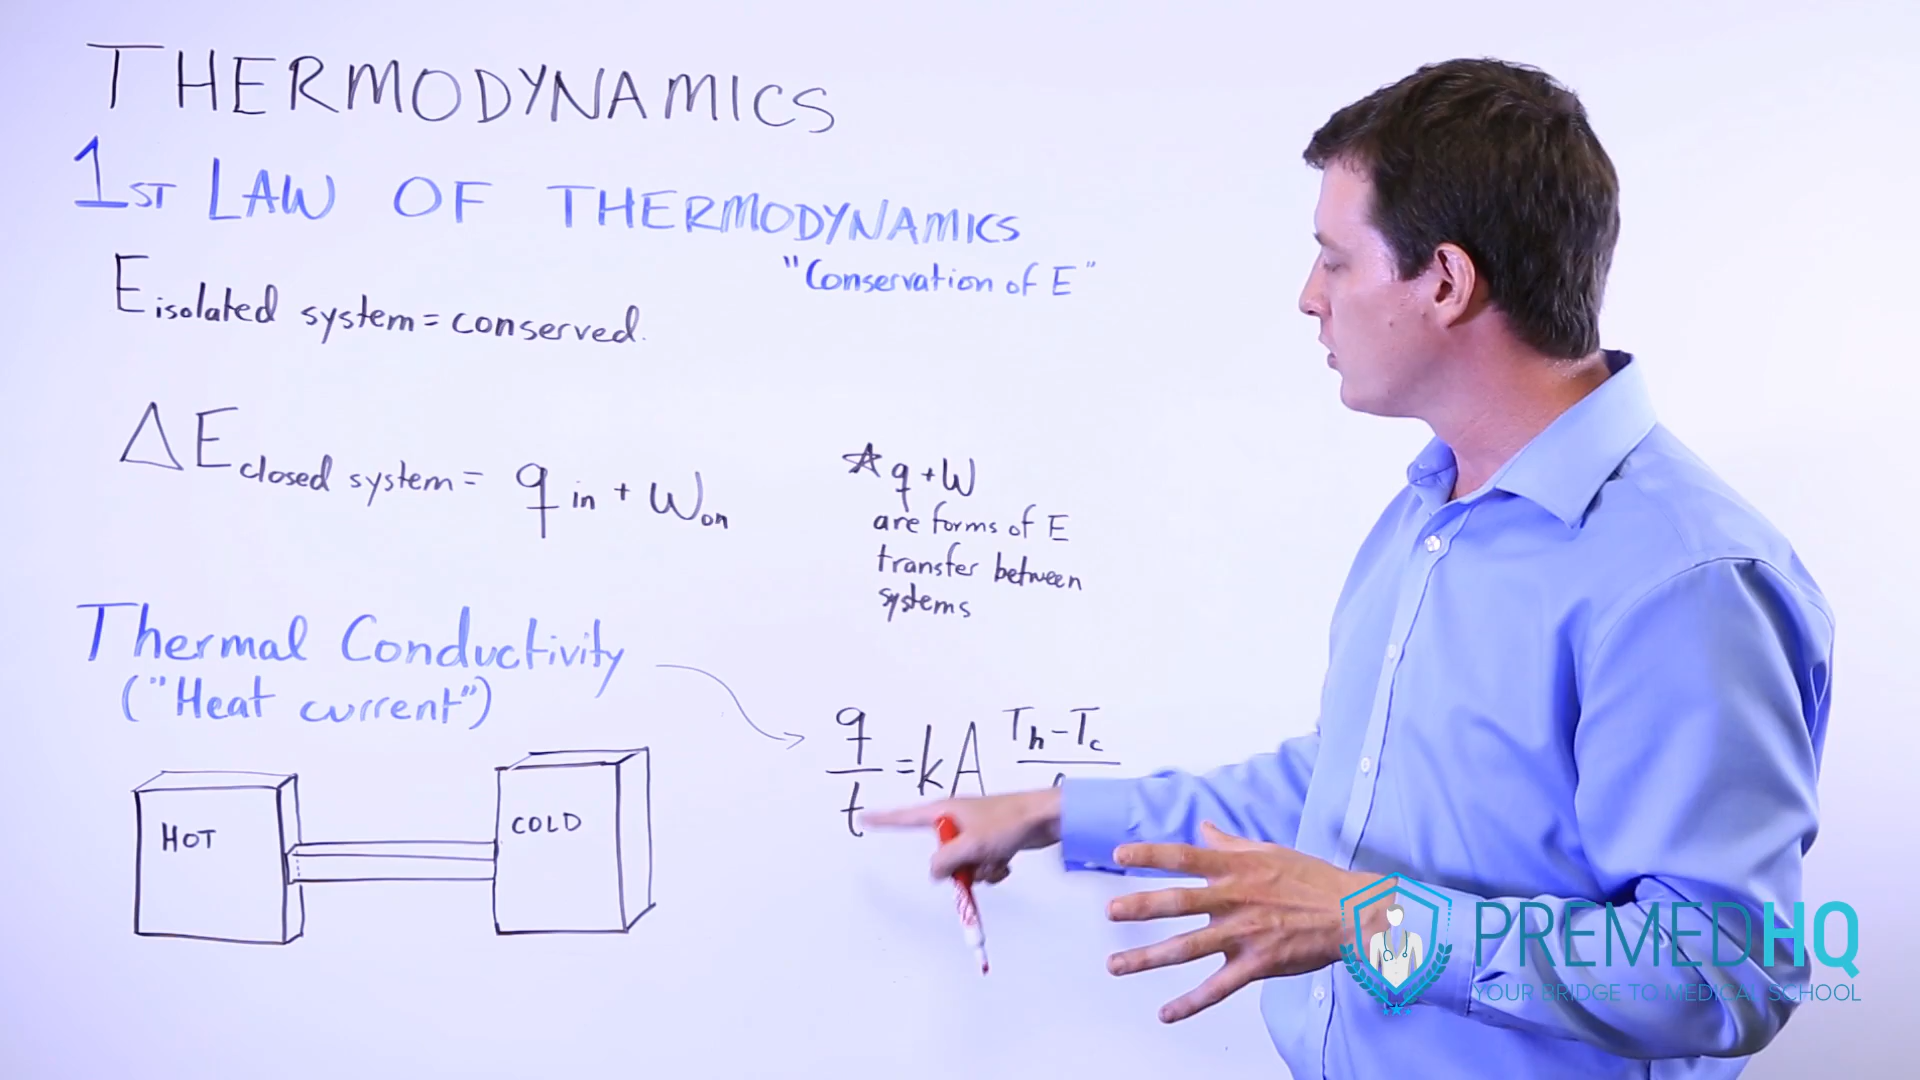 THERMODYNAMICS
1ST LAW OF THERMODYNAMICS
"Conservation of E"
E isolated system = conserved.
ΔE closed system = q in + W on
☆ q + W
are forms of E
transfer between
systems
Thermal Conductivity
("Heat current")
q/t = kA (Th - Tc)/
HOT
COLD
PREMEDHQ
YOUR BRIDGE TO MEDICAL SCHOOL